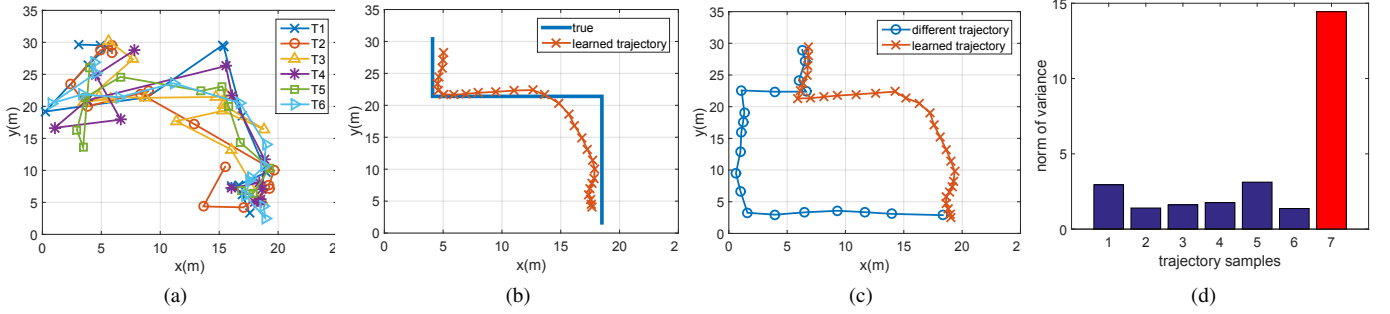 35
30
25
20
15
10
5
0
y(m)
T1
T2
T3
T4
T5
T6
0 5 10 15 20 2
x(m)
(a)
35
30
25
20
15
10
5
0
y(m)
true
learned trajectory
0 5 10 15 20 2
x(m)
(b)
35
30
25
20
15
10
5
0
y(m)
different trajectory
learned trajectory
0 5 10 15 20 2
x(m)
(c)
15
10
5
0
norm of variance
1 2 3 4 5 6 7
trajectory samples
(d)